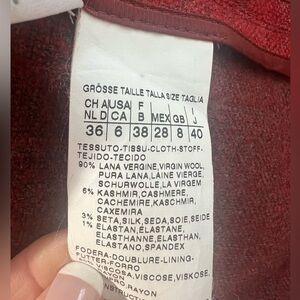 GRÖSSE TAILLE TALLA SIZE TAGLIA
CH A USA F I
NL D CA B MEX GB J
36 6 38 28 8 40
TESSUTO-TISSU-CLOTH-STOFF-
TEJIDO-TECIDO
90% LANA VERGINE,VIRGIN WOOL,
PURA LANA,LAINE VIERGE,
SCHURWOLLE,LA VIRGEM
6% KASHMIR,CASHMERE,
CACHEMIRE,KASCHMIR,
CAXEMIRA
3% SETA,SILK,SEDA,SOIE,SEIDE
1% ELASTAN,ELASTANE,
ELASTHANNE,ELASTHAN,
ELASTANO,SPANDEX
FODERA-DOUBLURE-LINING-
FUTTER-FORRO
VISCOSA,VISCOSE,VISKOSE,
RAYON